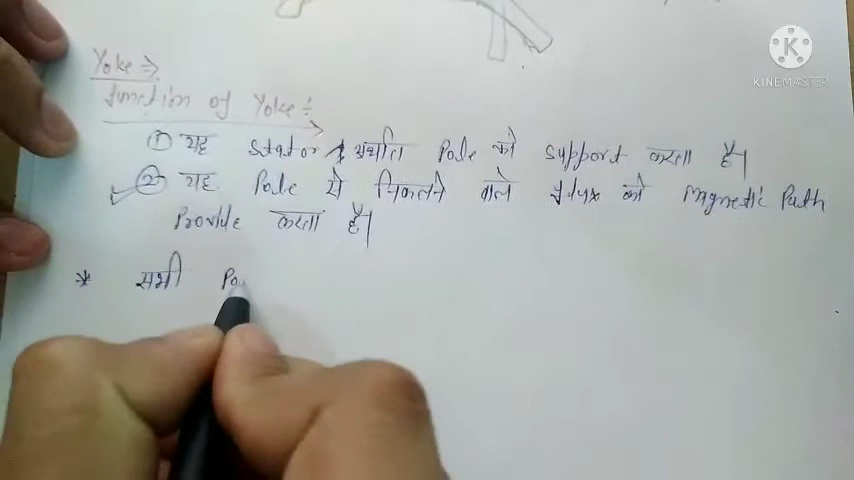 KINEMASTER
Yoke ⇒
function of Yoke ÷
① यह stator में स्थापित Pole को support करता है।
② यह Pole से निकलने वाले flux को magnetic Path
Provide करता है।
* सभी Po